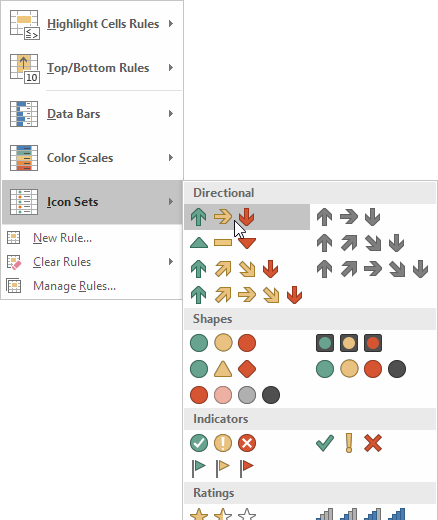 Highlight Cells Rules
10
Top/Bottom Rules
Data Bars
Color Scales
Icon Sets
New Rule...
Clear Rules
Manage Rules...
Directional
Shapes
Indicators
Ratings